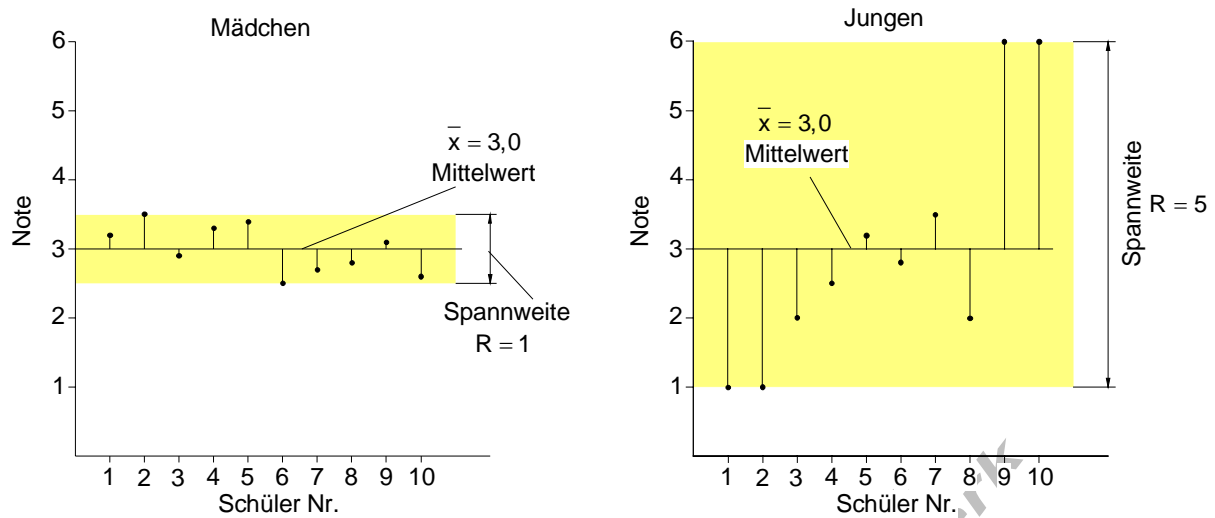 Mädchen
6
5
4
3
2
1
Note
x = 3,0
Mittelwert
Spannweite
R = 1
1 2 3 4 5 6 7 8 9 10
Schüler Nr.
Jungen
6
5
4
3
2
1
Note
x = 3,0
Mittelwert
Spannweite
R = 5
1 2 3 4 5 6 7 8 9 10
Schüler Nr.